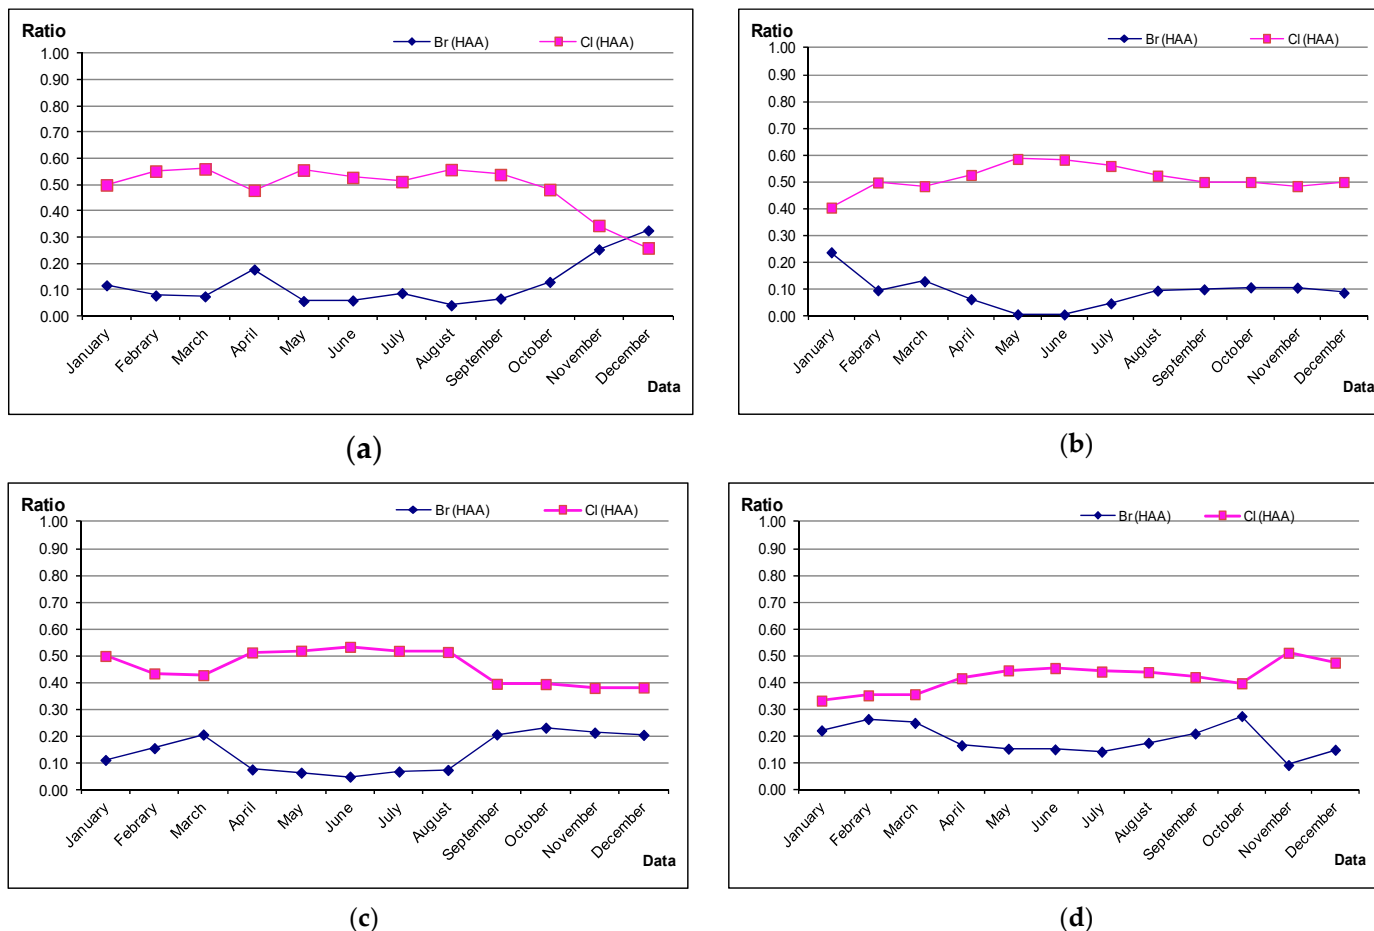 Ratio
Br (HAA) Cl (HAA)
1.00
0.90
0.80
0.70
0.60
0.50
0.40
0.30
0.20
0.10
0.00
January Febrary March April May June July August September October November December
Data
(a)
Ratio
Br (HAA) Cl (HAA)
1.00
0.90
0.80
0.70
0.60
0.50
0.40
0.30
0.20
0.10
0.00
January Febrary March April May June July August September October November December
Data
(b)
Ratio
Br (HAA) Cl (HAA)
1.00
0.90
0.80
0.70
0.60
0.50
0.40
0.30
0.20
0.10
0.00
January Febrary March April May June July August September October November December
Data
(c)
Ratio
Br (HAA) Cl (HAA)
1.00
0.90
0.80
0.70
0.60
0.50
0.40
0.30
0.20
0.10
0.00
January Febrary March April May June July August September October November December
Data
(d)